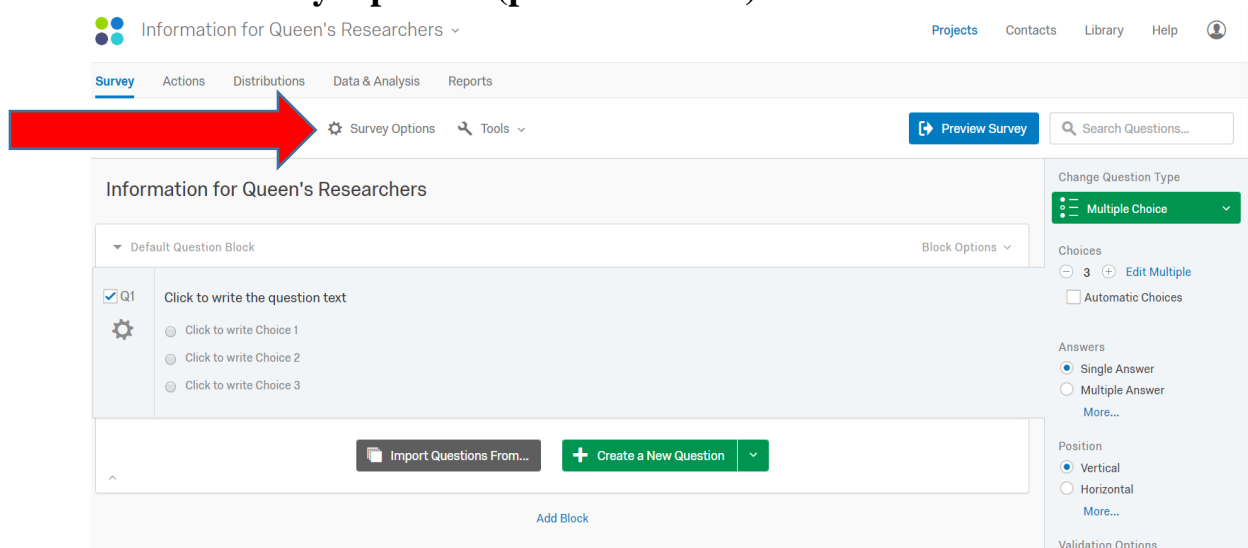 Information for Queen's Researchers
Projects Contacts Library Help
Survey Actions Distributions Data & Analysis Reports
Survey Options Tools
Preview Survey
Search Questions...
Information for Queen's Researchers
Default Question Block
Block Options
Q1
Click to write the question text
Click to write Choice 1
Click to write Choice 2
Click to write Choice 3
Import Questions From...
Create a New Question
Add Block
Change Question Type
Multiple Choice
Choices
3 Edit Multiple
Automatic Choices
Answers
Single Answer
Multiple Answer
More...
Position
Vertical
Horizontal
More...
Validation Options